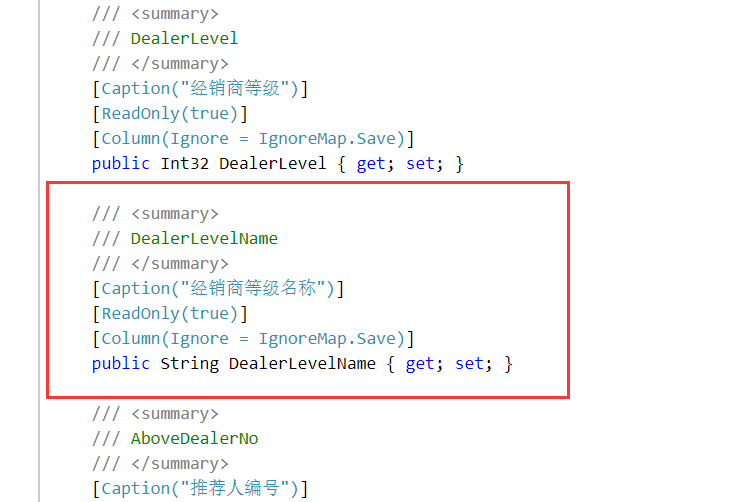 /// <summary>
/// DealerLevel
/// </summary>
[Caption("经销商等级")]
[ReadOnly(true)]
[Column(Ignore = IgnoreMap.Save)]
public Int32 DealerLevel { get; set; }
/// <summary>
/// DealerLevelName
/// </summary>
[Caption("经销商等级名称")]
[ReadOnly(true)]
[Column(Ignore = IgnoreMap.Save)]
public String DealerLevelName { get; set; }
/// <summary>
/// AboveDealerNo
/// </summary>
[Caption("推荐人编号")]